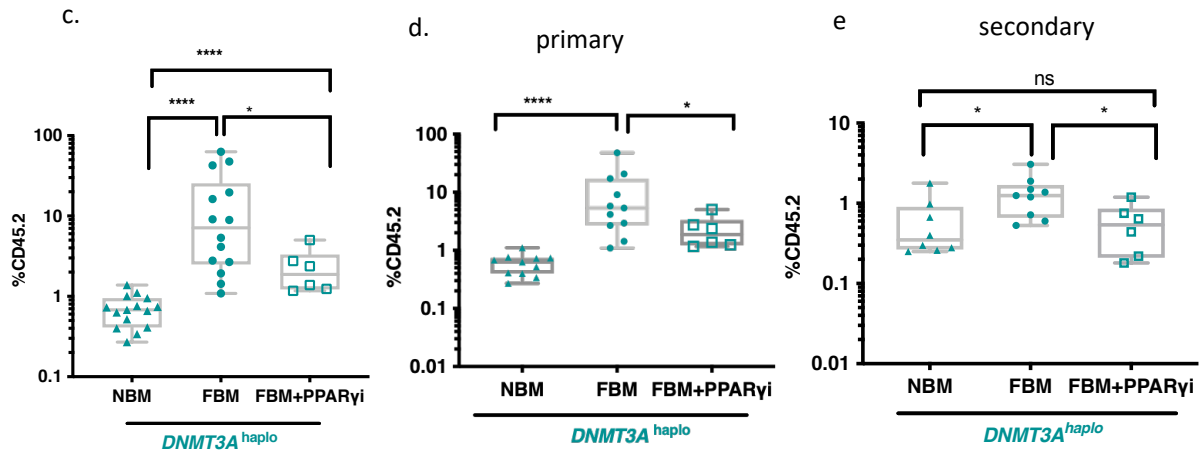 c.
****
****
*
100
10
1
0.1
%CD45.2
NBM
FBM
FBM+PPARγi
DNMT3A haplo
d.
primary
****
*
100
10
1
0.1
0.01
%CD45.2
NBM
FBM
FBM+PPARγi
DNMT3A haplo
e
secondary
ns
*
*
10
1
0.1
0.01
%CD45.2
NBM
FBM
FBM+PPARγi
DNMT3A haplo